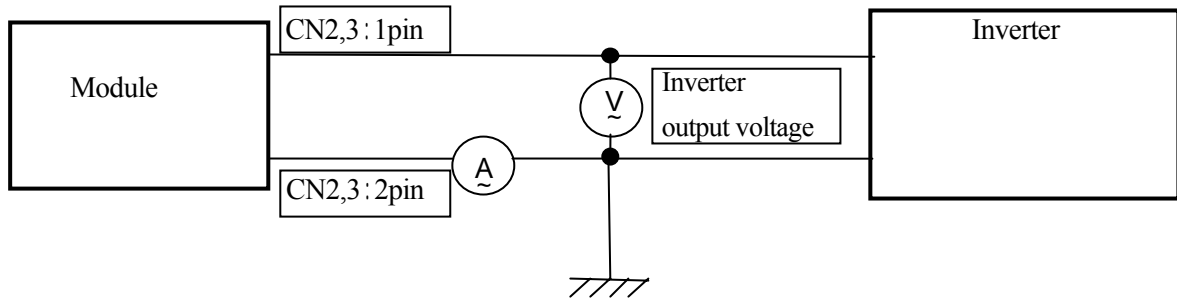 CN2,3：1pin
Inverter
Module
V
~
Inverter
output voltage
A
~
CN2,3：2pin